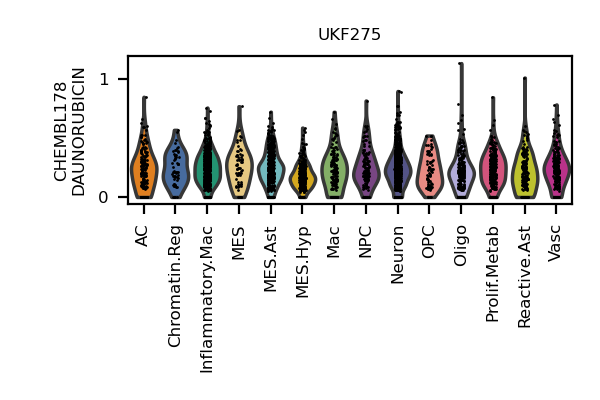 UKF275
CHEMBL178
DAUNORUBICIN
1
0
AC
Chromatin.Reg
Inflammatory.Mac
MES
MES.Ast
MES.Hyp
Mac
NPC
Neuron
OPC
Oligo
Prolif.Metab
Reactive.Ast
Vasc